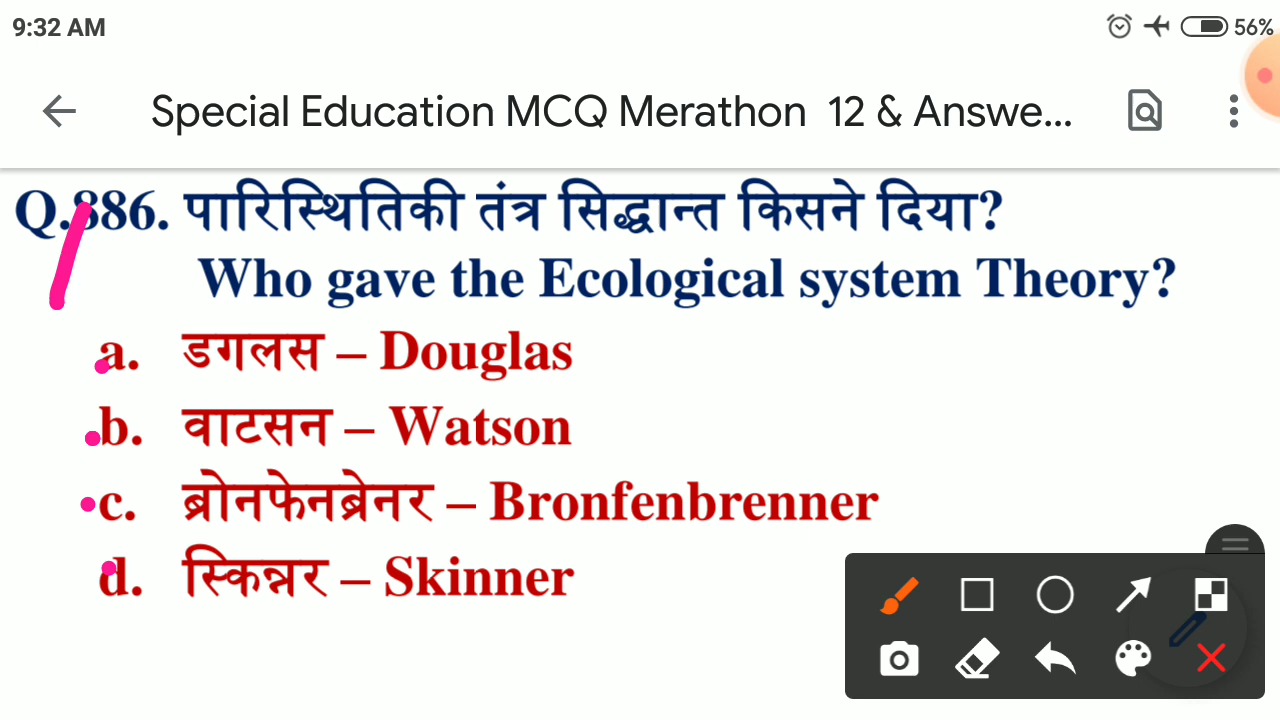 9:32 AM
56%
Special Education MCQ Merathon 12 & Answe...
Q.886. पारिस्थितिकी तंत्र सिद्धान्त किसने दिया?
Who gave the Ecological system Theory?
a. डगलस – Douglas
b. वाटसन – Watson
c. ब्रोनफेनब्रेनर – Bronfenbrenner
d. स्किन्नर – Skinner